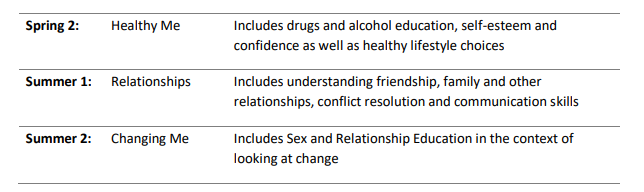 Spring 2: Healthy Me Includes drugs and alcohol education, self-esteem and
confidence as well as healthy lifestyle choices
Summer 1: Relationships Includes understanding friendship, family and other
relationships, conflict resolution and communication skills
Summer 2: Changing Me Includes Sex and Relationship Education in the context of
looking at change